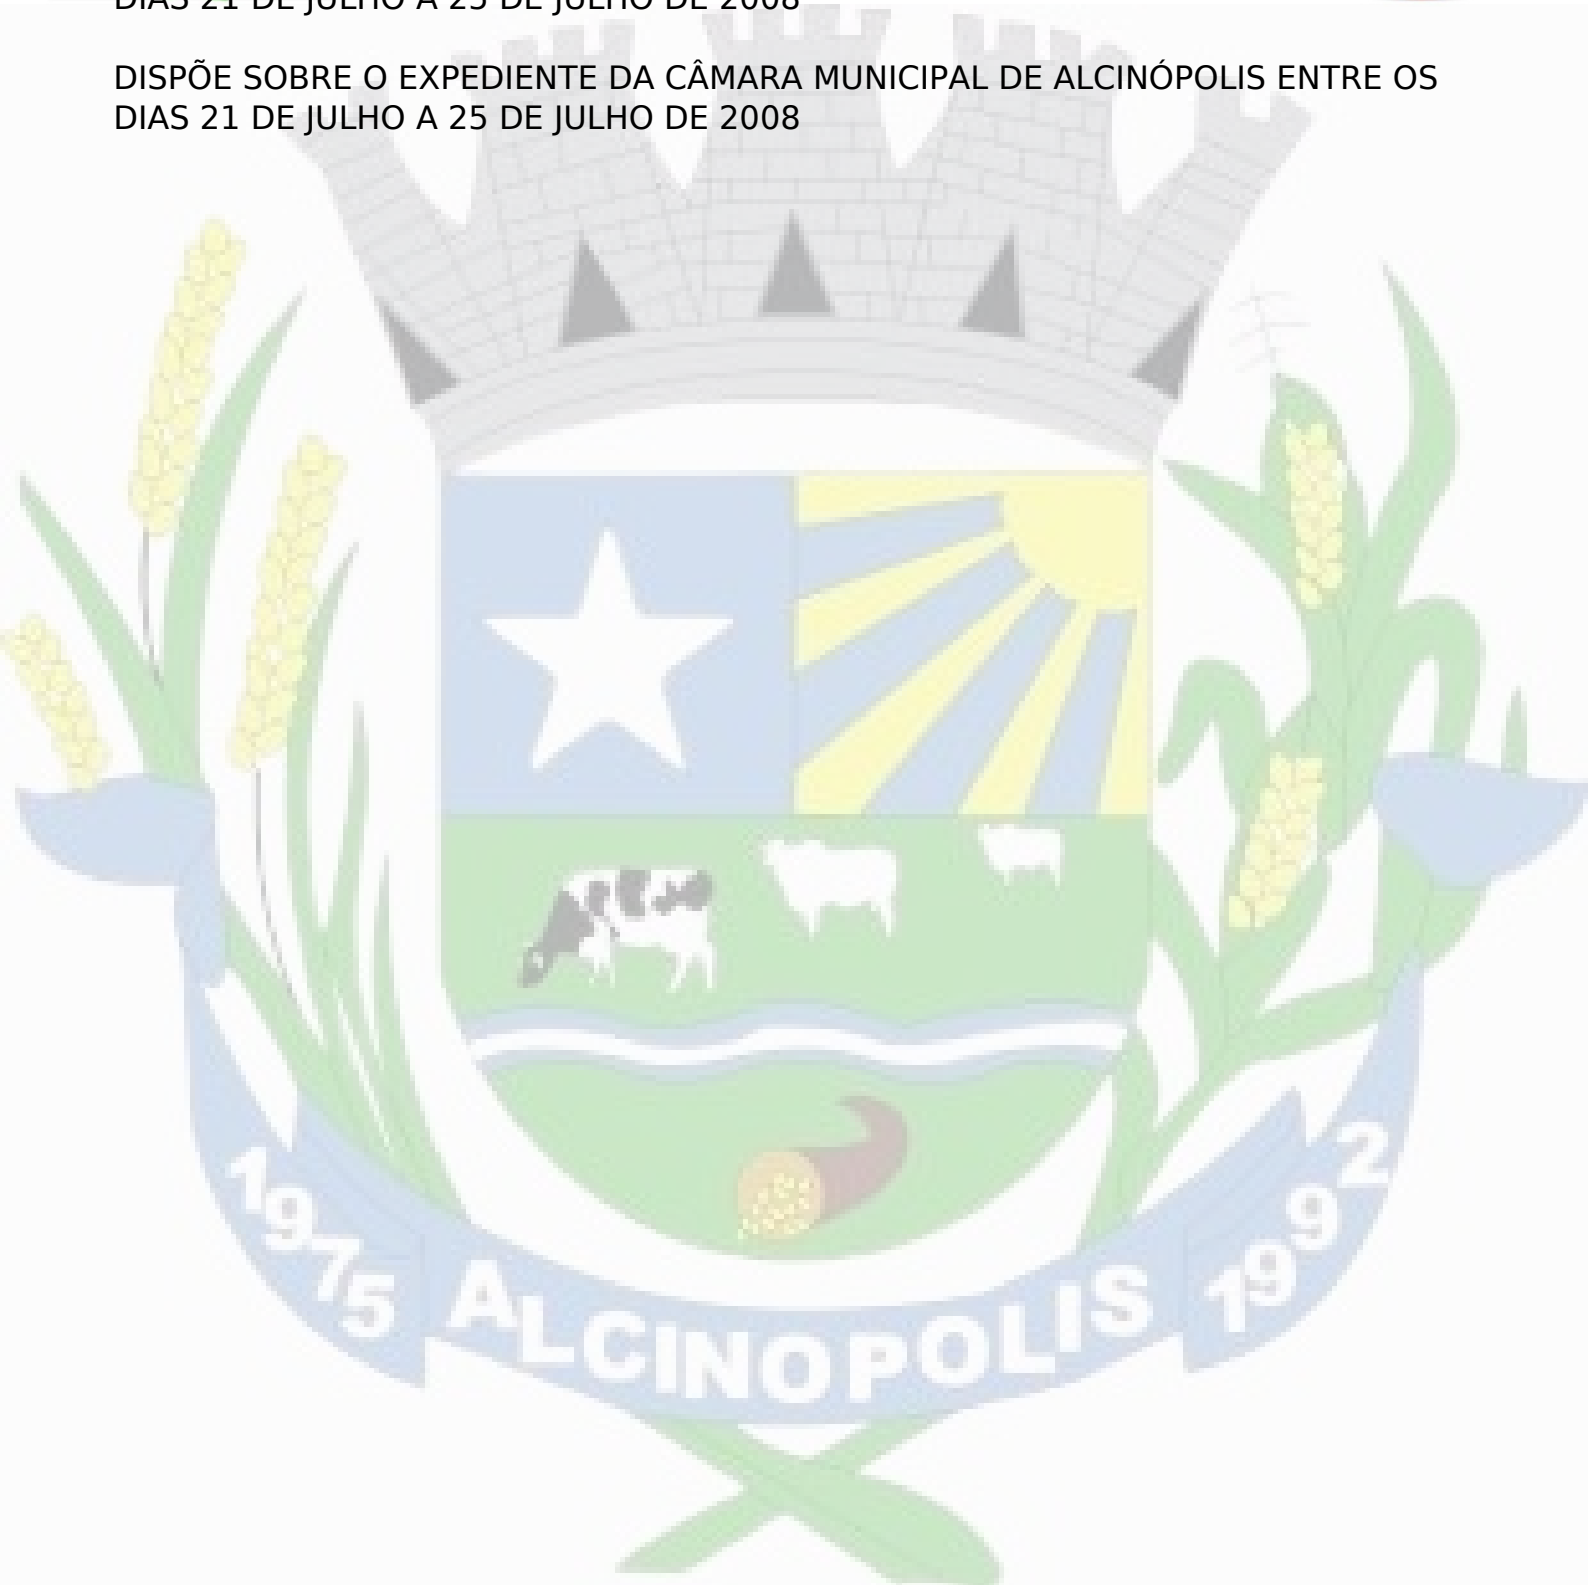 DIAS 21 DE JULHO A 25 DE JULHO DE 2008
DISPÕE SOBRE O EXPEDIENTE DA CÂMARA MUNICIPAL DE ALCINÓPOLIS ENTRE OS
DIAS 21 DE JULHO A 25 DE JULHO DE 2008
1975 ALCINOPOLIS 1992